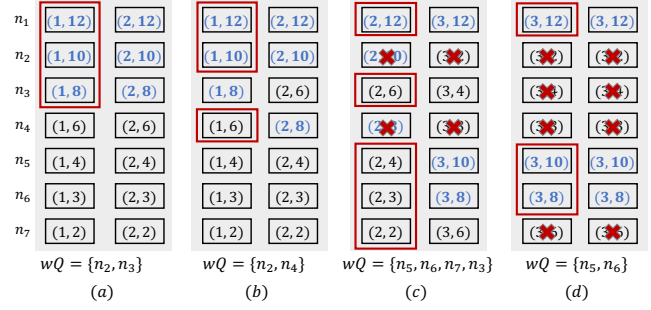 n₁ (1, 12) (2, 12) (1, 12) (2, 12) (2, 12) (3, 12) (3, 12) (3, 12)
n₂ (1, 10) (2, 10) (1, 10) (2, 10)
n₃ (1, 8) (2, 8) (1, 8) (2, 6) (2, 6) (3, 4)
n₄ (1, 6) (2, 6) (1, 6) (2, 8)
n₅ (1, 4) (2, 4) (1, 4) (2, 4) (2, 4) (3, 10) (3, 10) (3, 10)
n₆ (1, 3) (2, 3) (1, 3) (2, 3) (2, 3) (3, 8) (3, 8) (3, 8)
n₇ (1, 2) (2, 2) (1, 2) (2, 2) (2, 2) (3, 6)
wQ = {n₂, n₃} wQ = {n₂, n₄} wQ = {n₅, n₆, n₇, n₃} wQ = {n₅, n₆}
(a) (b) (c) (d)